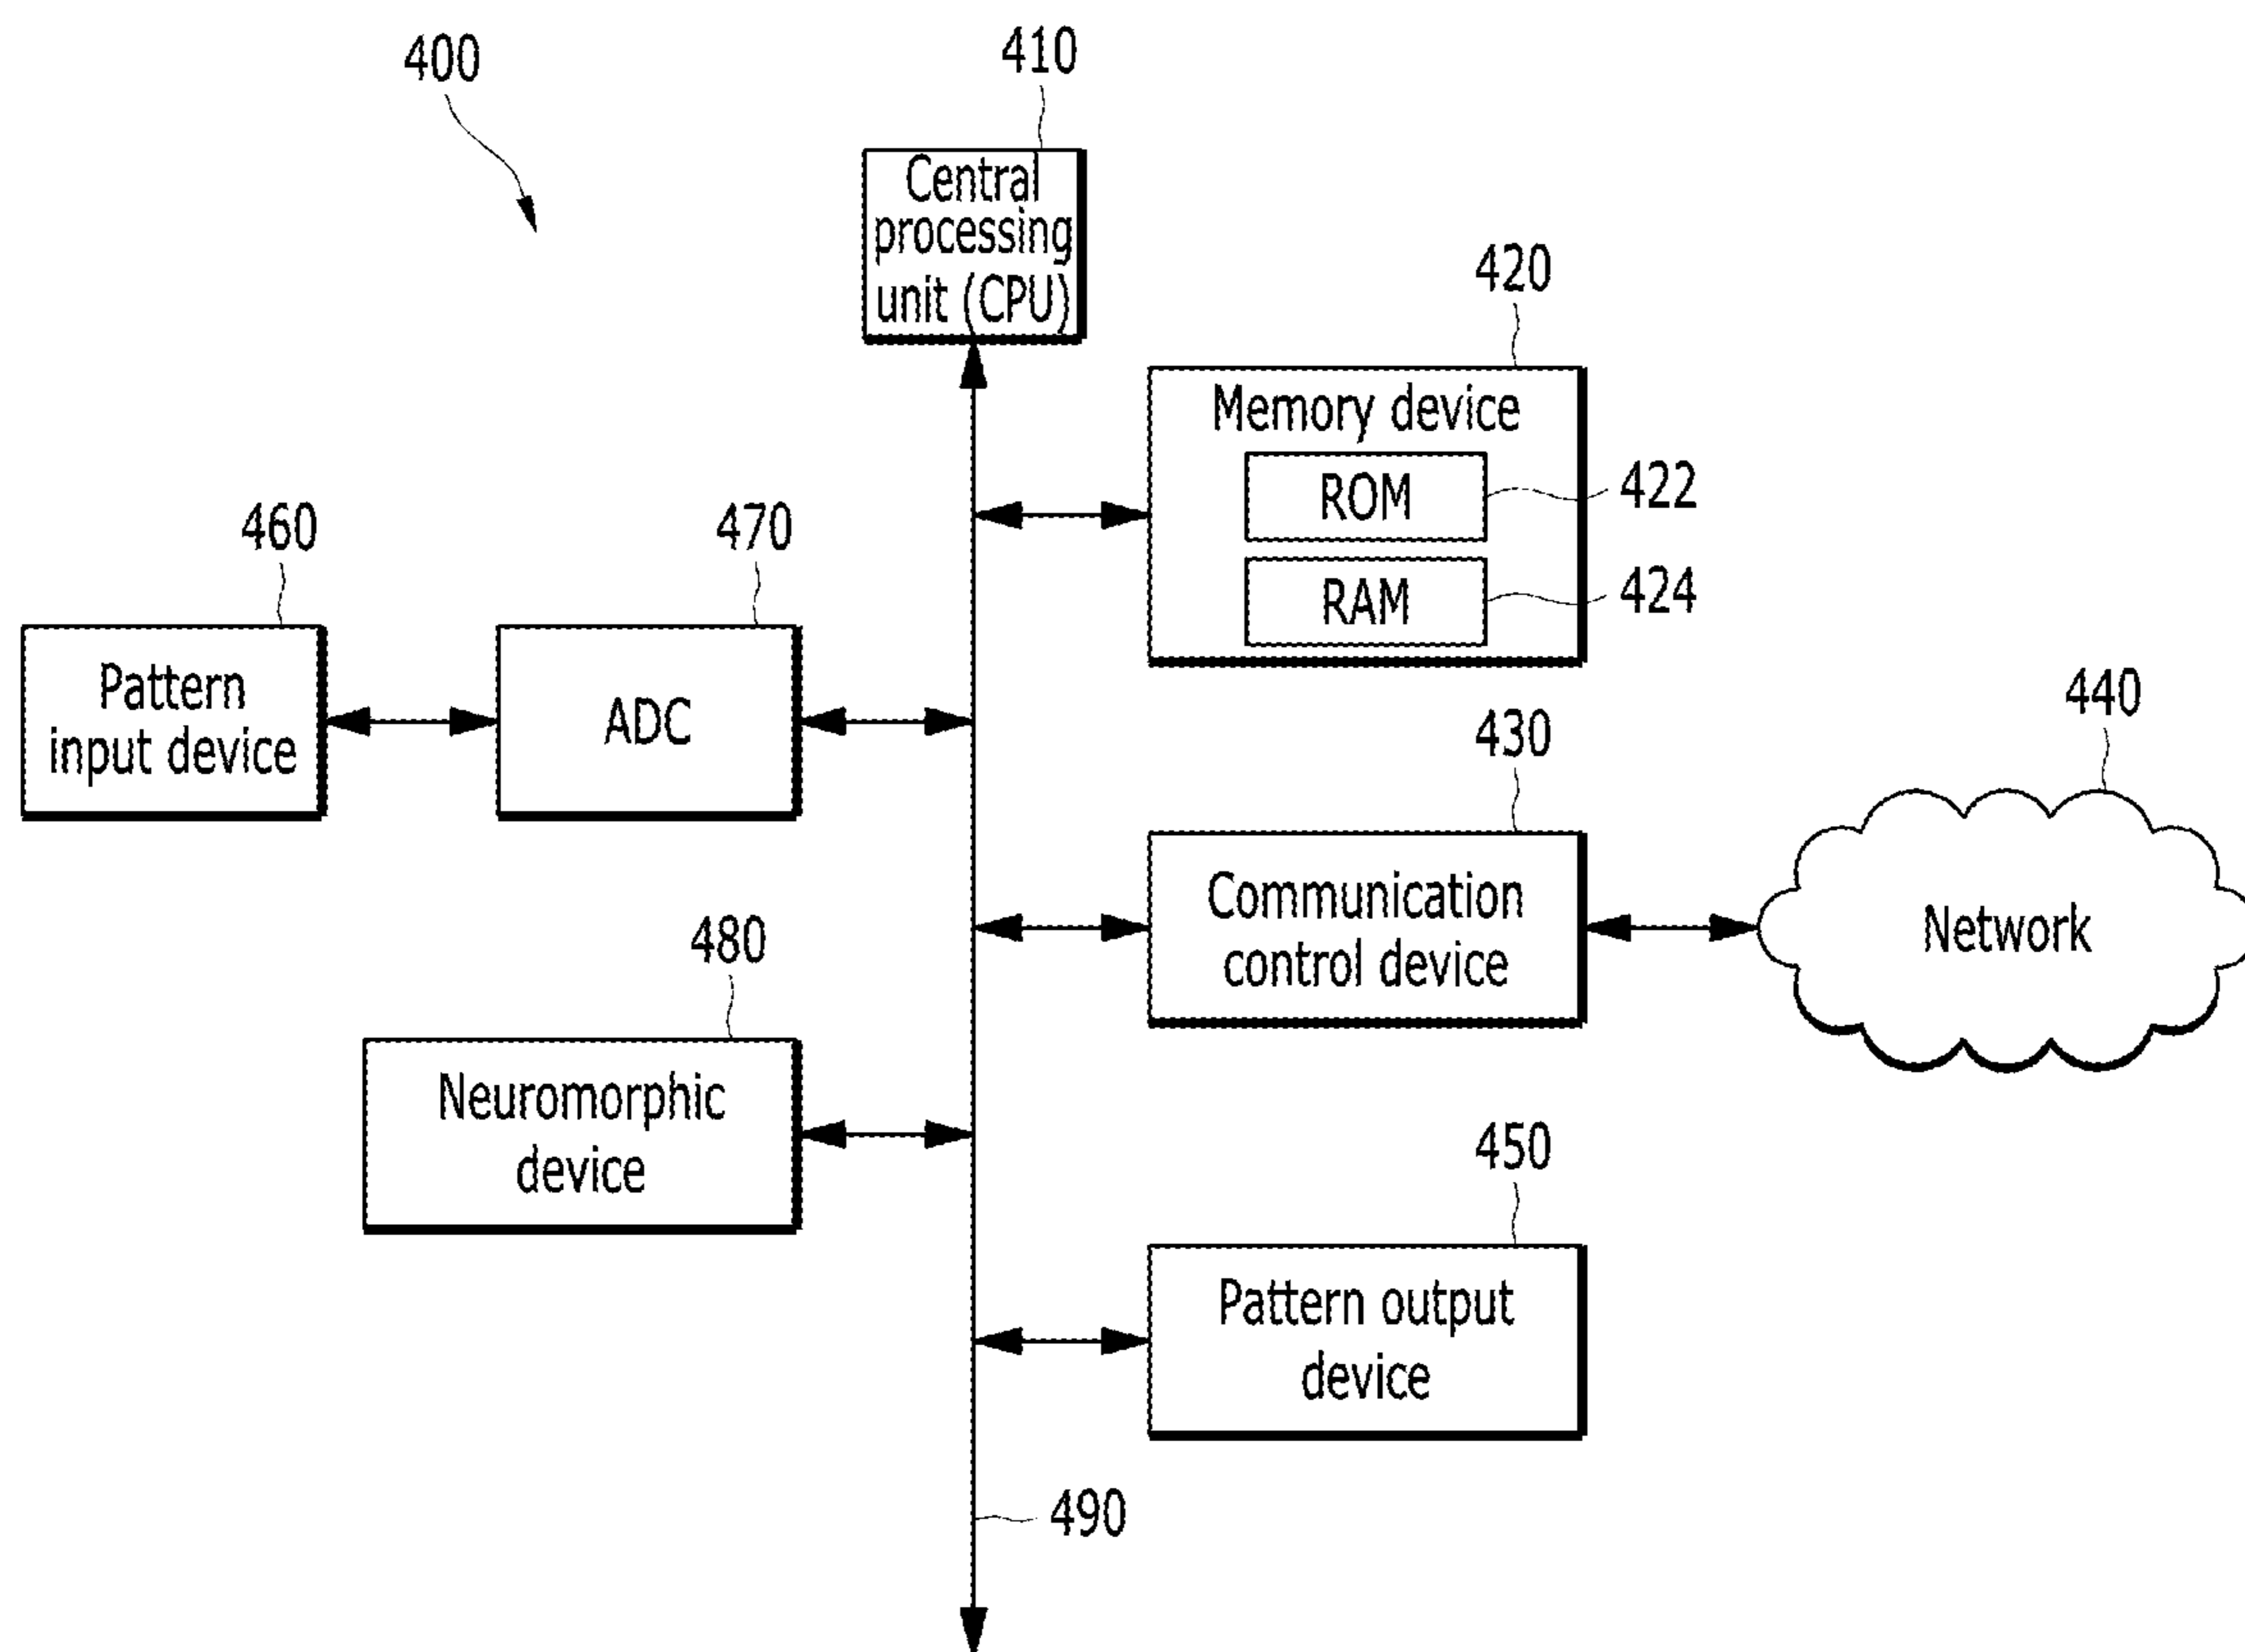 400
410
Central
processing
unit (CPU)
420
Memory device
ROM
422
RAM
424
460
Pattern
input device
470
ADC
430
Communication
control device
440
Network
480
Neuromorphic
device
450
Pattern output
device
490